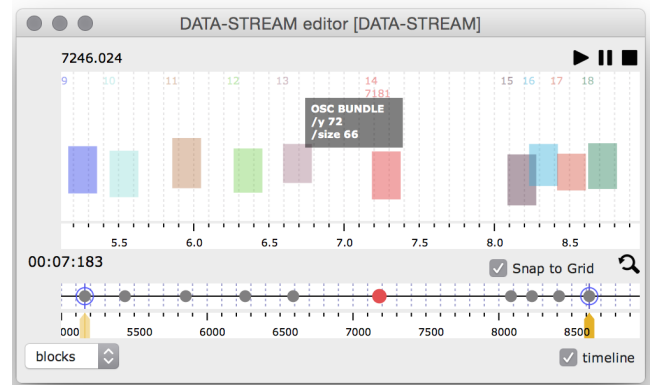 DATA-STREAM editor [DATA-STREAM]
7246.024
9 10 11 12 13 14 15 16 17 18
7181
OSC BUNDLE
/y 72
/size 66
5.5 6.0 6.5 7.0 7.5 8.0 8.5
00:07:183
Snap to Grid
000 5500 6000 6500 7000 7500 8000 8500
blocks
timeline